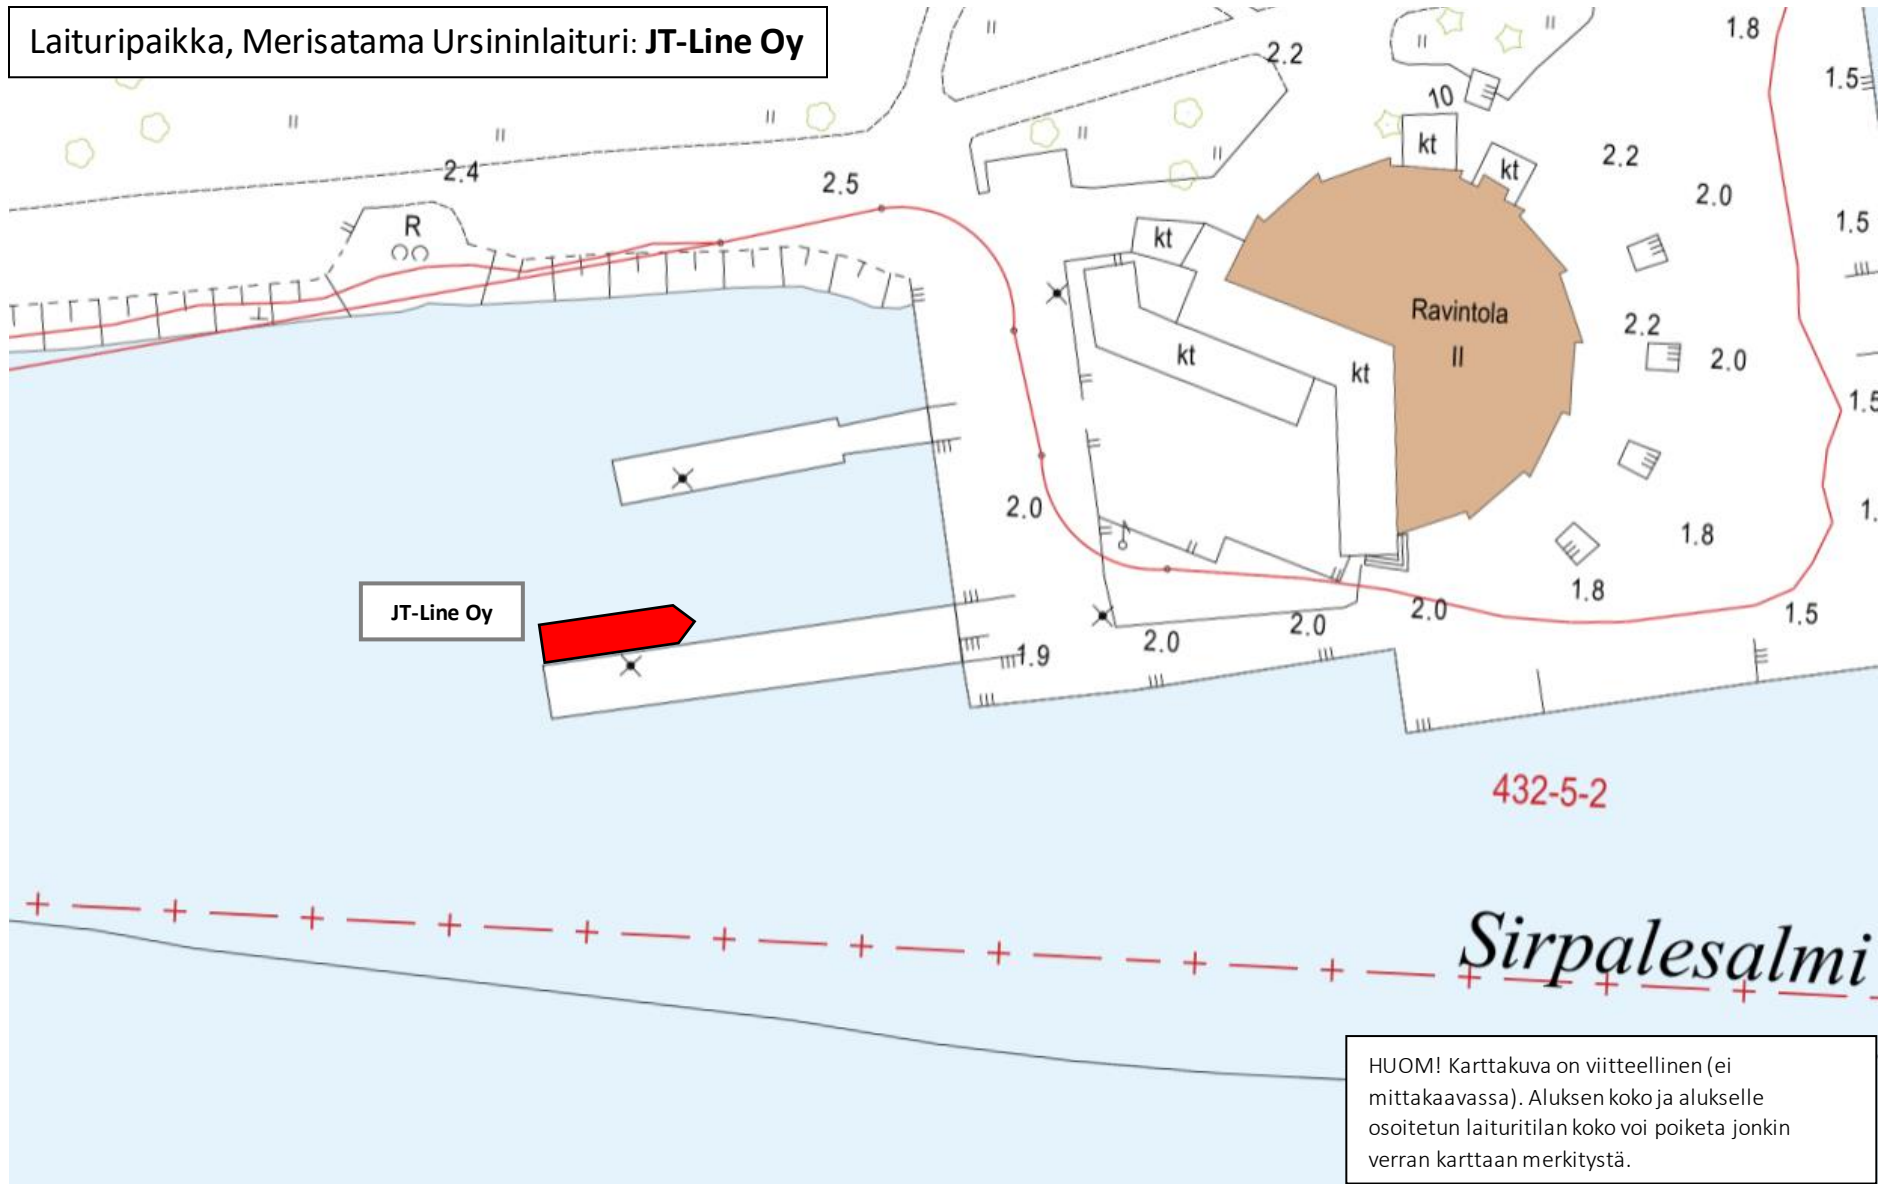 Laituripaikka, Merisatama Ursininlaituri: JT-Line Oy
1.8
2.2
1.5
10
kt
kt
2.2
2.4
2.5
2.0
R
kt
1.5
Ravintola
II
2.2
2.0
kt
kt
1.5
2.0
1.8
1.
JT-Line Oy
1.8
2.0
2.0
2.0
1.5
1.9
432-5-2
Sirpalesalmi
HUOM! Karttakuva on viitteellinen (ei
mittakaavassa). Aluksen koko ja alukselle
osoitetun laituritilan koko voi poiketa jonkin
verran karttaan merkitystä.